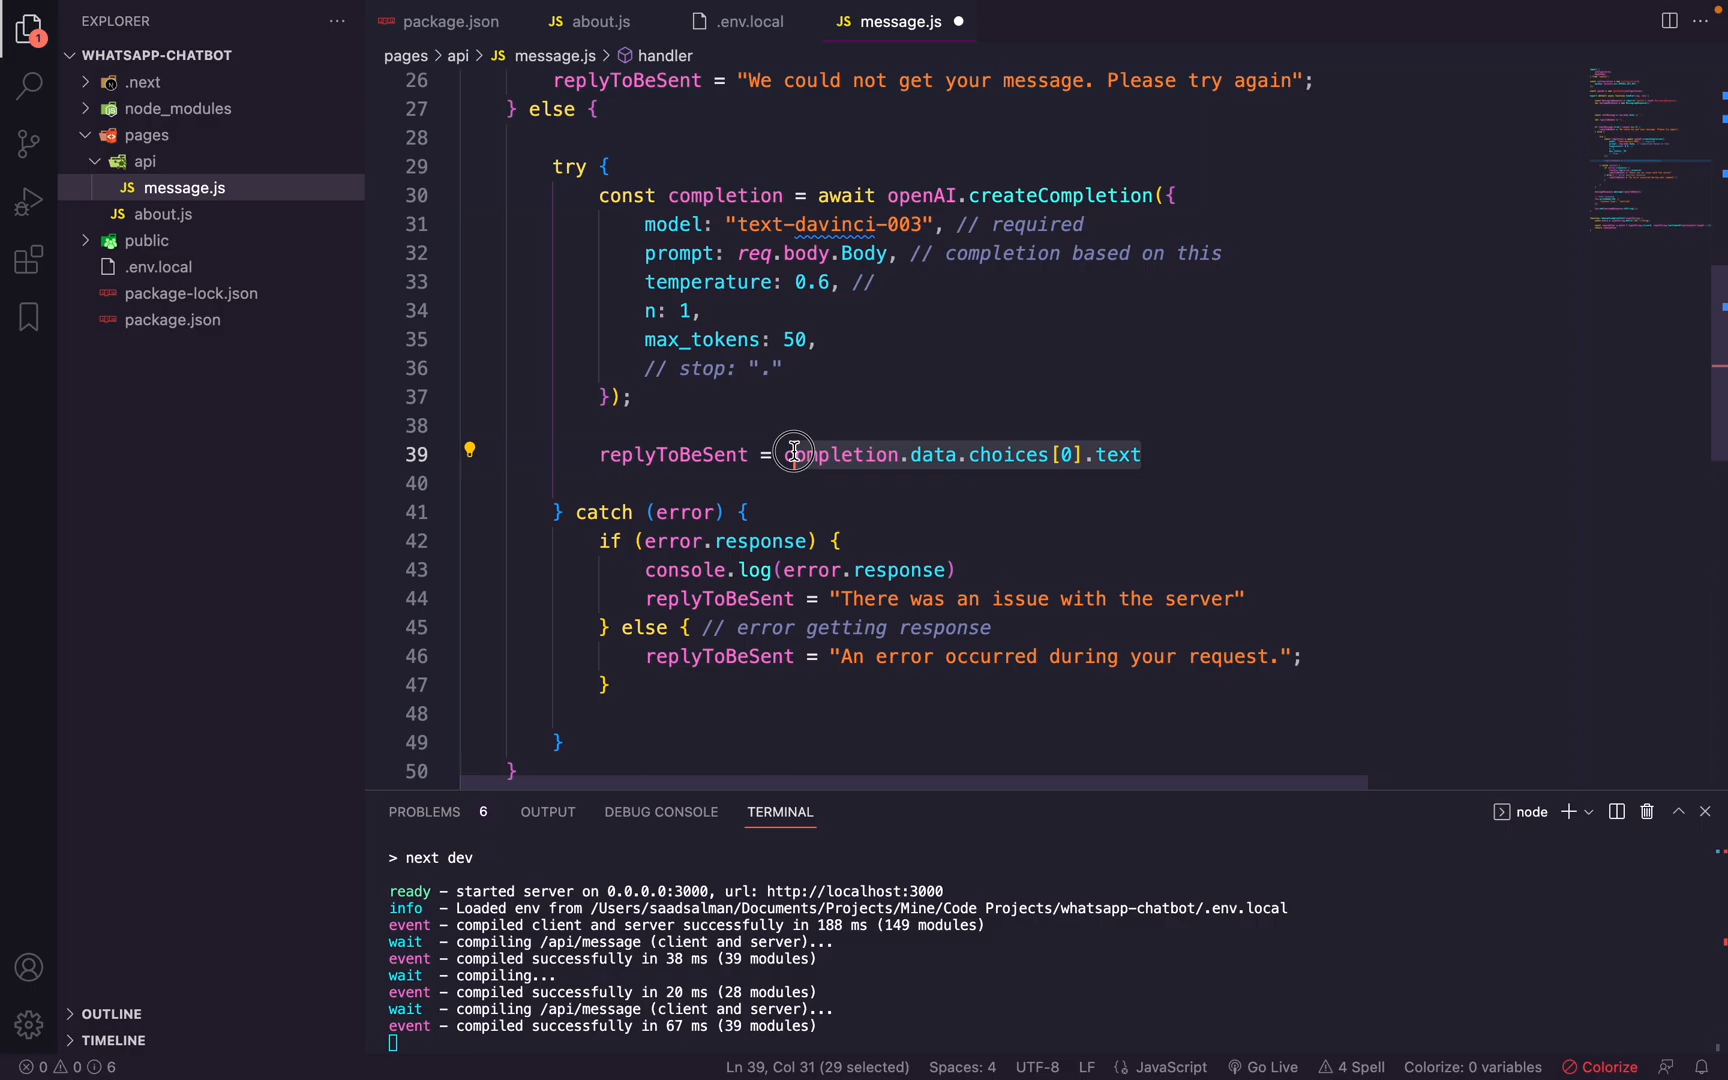 EXPLORER
package.json
JS about.js
.env.local
JS message.js
1
WHATSAPP-CHATBOT
pages > api > JS message.js > handler
.next
node_modules
pages
api
JS message.js
JS about.js
public
.env.local
package-lock.json
package.json
26 replyToBeSent = "We could not get your message. Please try again";
27 } else {
28
29 try {
30 const completion = await openAI.createCompletion({
31 model: "text-davinci-003", // required
32 prompt: req.body.Body, // completion based on this
33 temperature: 0.6, //
34 n: 1,
35 max_tokens: 50,
36 // stop: "."
37 });
38
39 replyToBeSent = completion.data.choices[0].text
40
41 } catch (error) {
42 if (error.response) {
43 console.log(error.response)
44 replyToBeSent = "There was an issue with the server"
45 } else { // error getting response
46 replyToBeSent = "An error occurred during your request.";
47 }
48
49 }
50 }
PROBLEMS 6 OUTPUT DEBUG CONSOLE TERMINAL
node
> next dev
ready - started server on 0.0.0.0:3000, url: http://localhost:3000
info - Loaded env from /Users/saadsalman/Documents/Projects/Mine/Code Projects/whatsapp-chatbot/.env.local
event - compiled client and server successfully in 188 ms (149 modules)
wait - compiling /api/message (client and server)...
event - compiled successfully in 38 ms (39 modules)
wait - compiling...
event - compiled successfully in 20 ms (28 modules)
wait - compiling /api/message (client and server)...
event - compiled successfully in 67 ms (39 modules)
OUTLINE
TIMELINE
0 0 6
Ln 39, Col 31 (29 selected) Spaces: 4 UTF-8 LF {} JavaScript Go Live 4 Spell Colorize: 0 variables Colorize